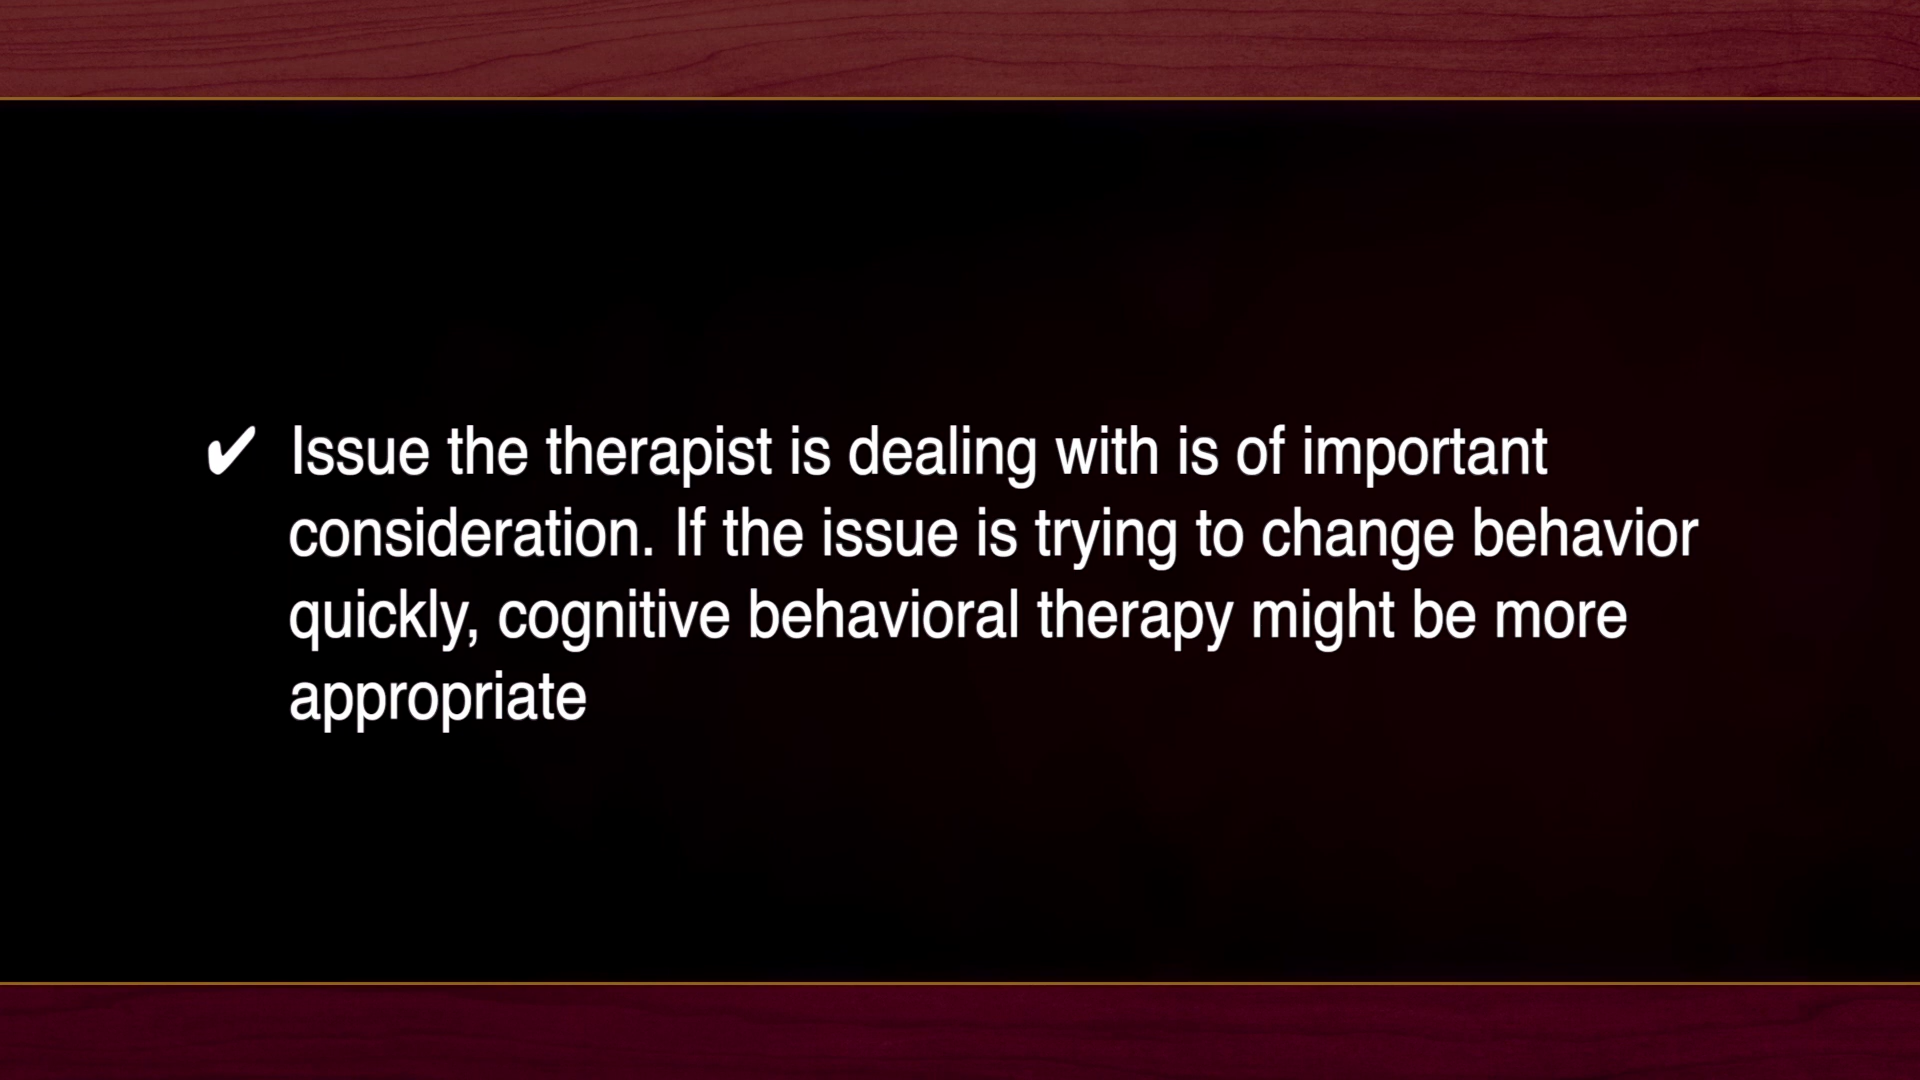 ✔ Issue the therapist is dealing with is of important
consideration. If the issue is trying to change behavior
quickly, cognitive behavioral therapy might be more
appropriate